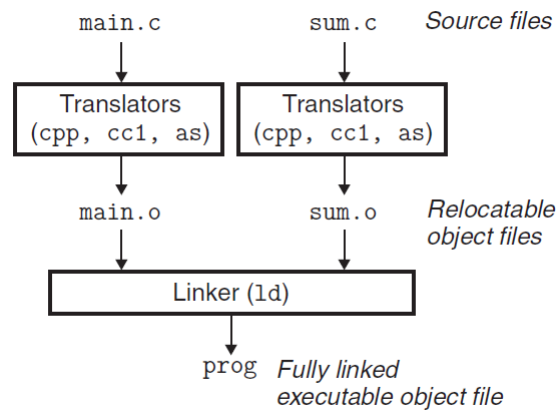 main.c sum.c Source files
Translators Translators
(cpp, cc1, as) (cpp, cc1, as)
main.o sum.o Relocatable
object files
Linker (ld)
prog Fully linked
executable object file